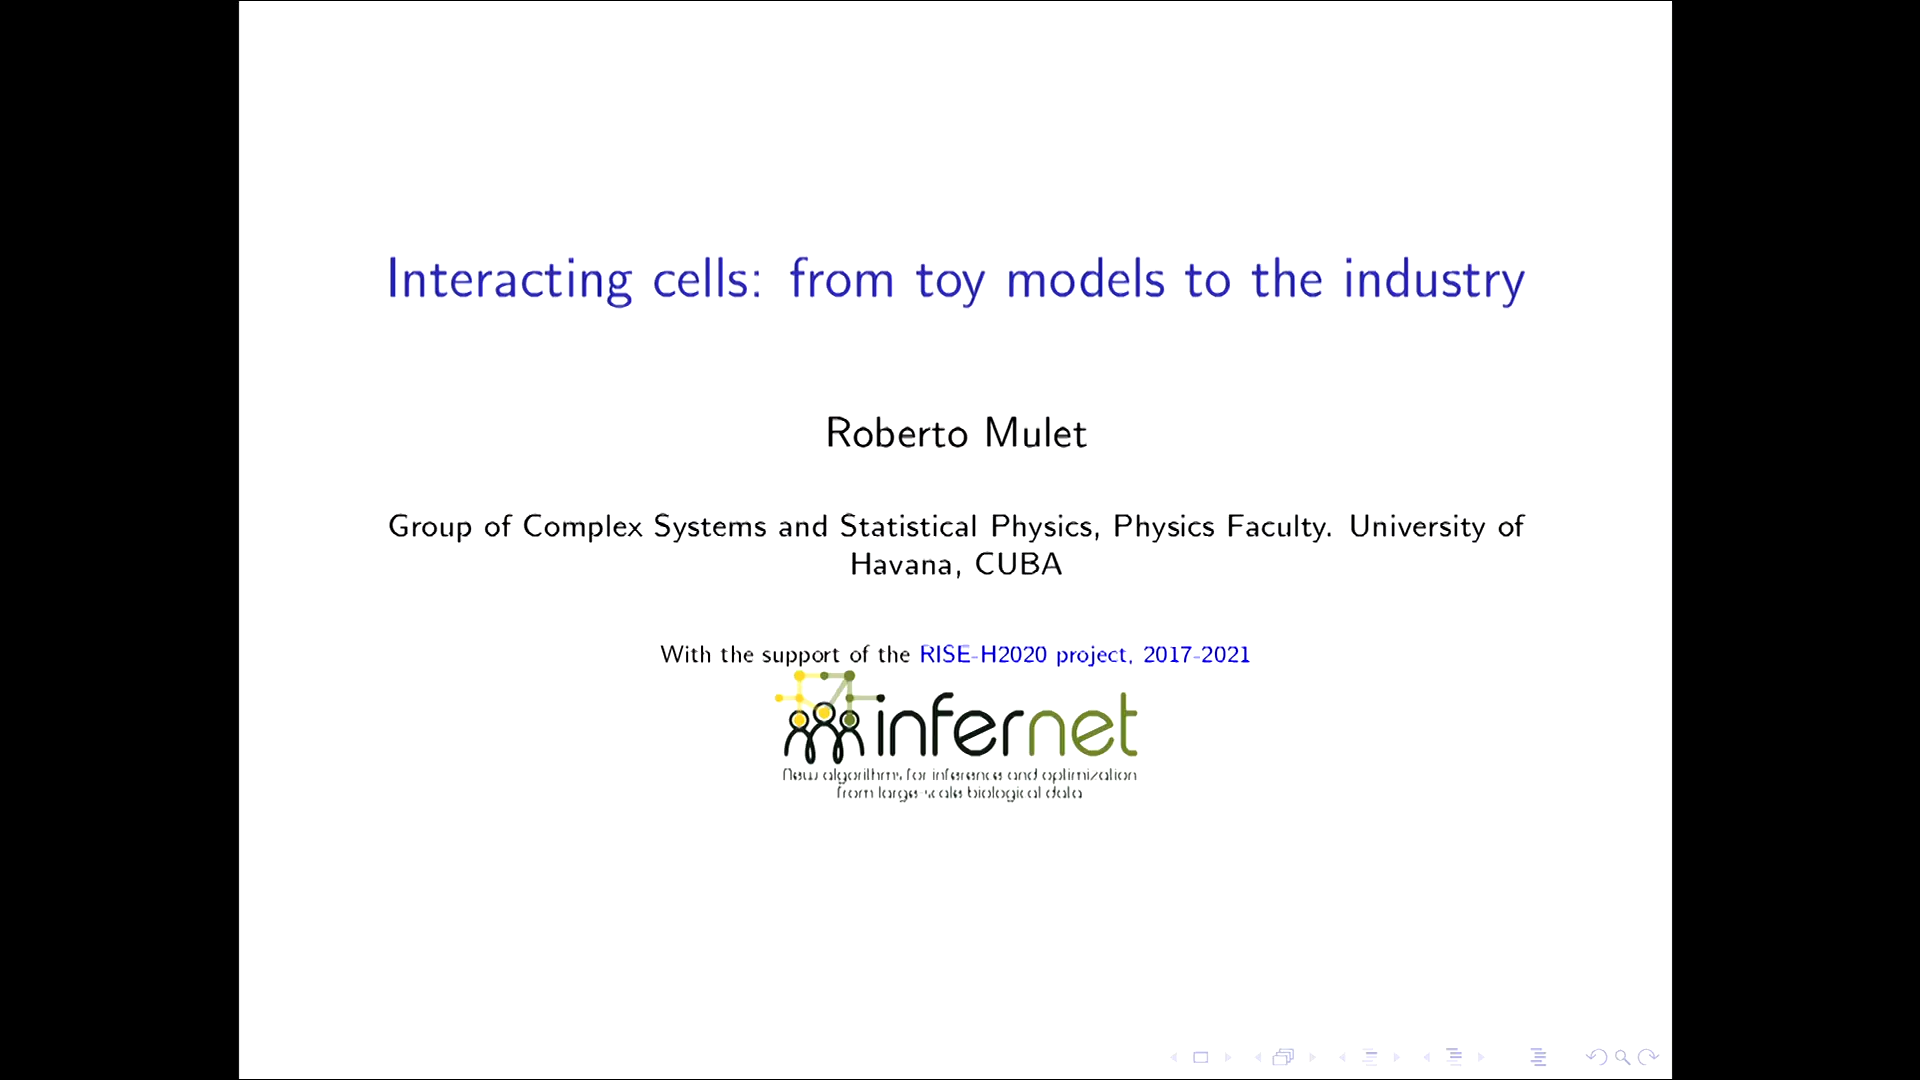 Interacting cells: from toy models to the industry
Roberto Mulet
Group of Complex Systems and Statistical Physics, Physics Faculty. University of
Havana, CUBA
With the support of the RISE-H2020 project, 2017-2021
infernet
New algorithms for inference and optimization
from large-scale biological data